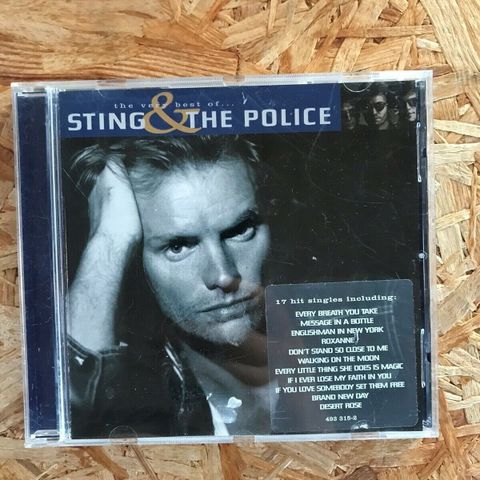 the very best of...
STING & THE POLICE
17 hit singles including:
EVERY BREATH YOU TAKE
MESSAGE IN A BOTTLE
ENGLISHMAN IN NEW YORK
ROXANNE
DON'T STAND SO CLOSE TO ME
WALKING ON THE MOON
EVERY LITTLE THING SHE DOES IS MAGIC
IF I EVER LOSE MY FAITH IN YOU
IF YOU LOVE SOMEBODY SET THEM FREE
BRAND NEW DAY
DESERT ROSE
493 315-2